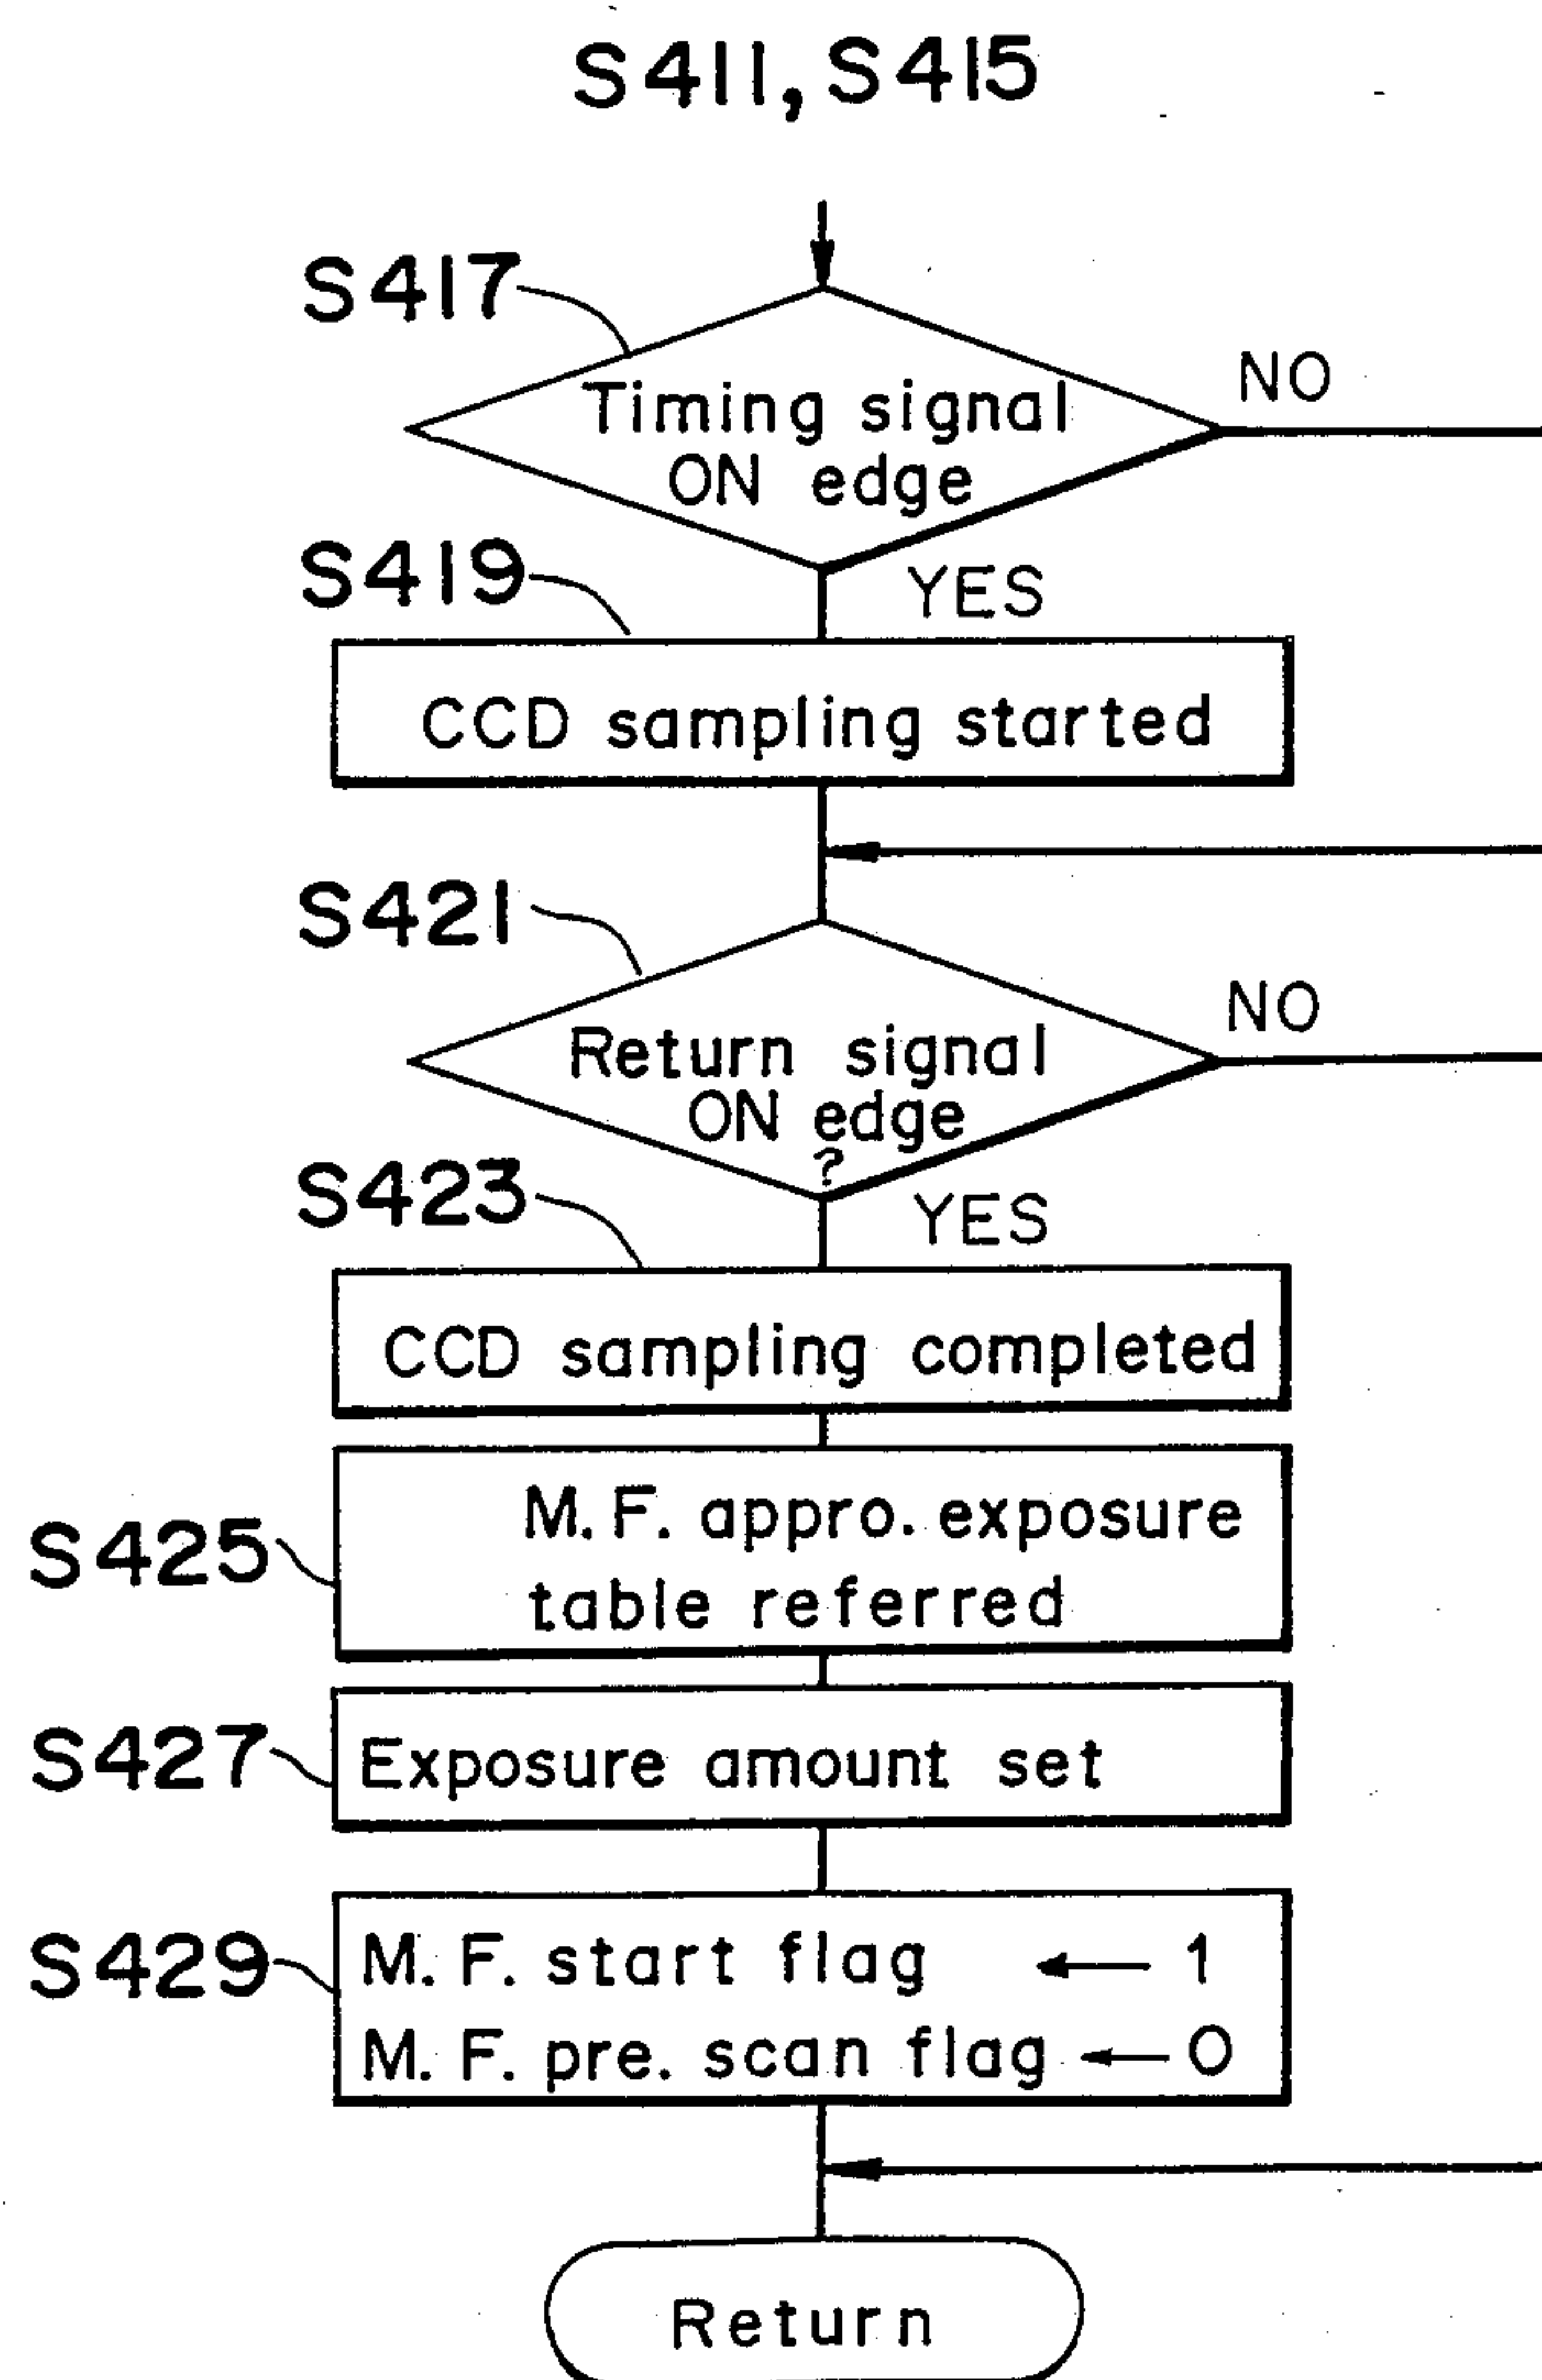 S411, S415
S417
Timing signal
ON edge
NO
YES
S419
CCD sampling started
S421
Return signal
ON edge
?
NO
YES
S423
CCD sampling completed
S425
M. F. appro. exposure
table referred
S427
Exposure amount set
S429
M. F. start flag ← 1
M. F. pre. scan flag ← 0
Return